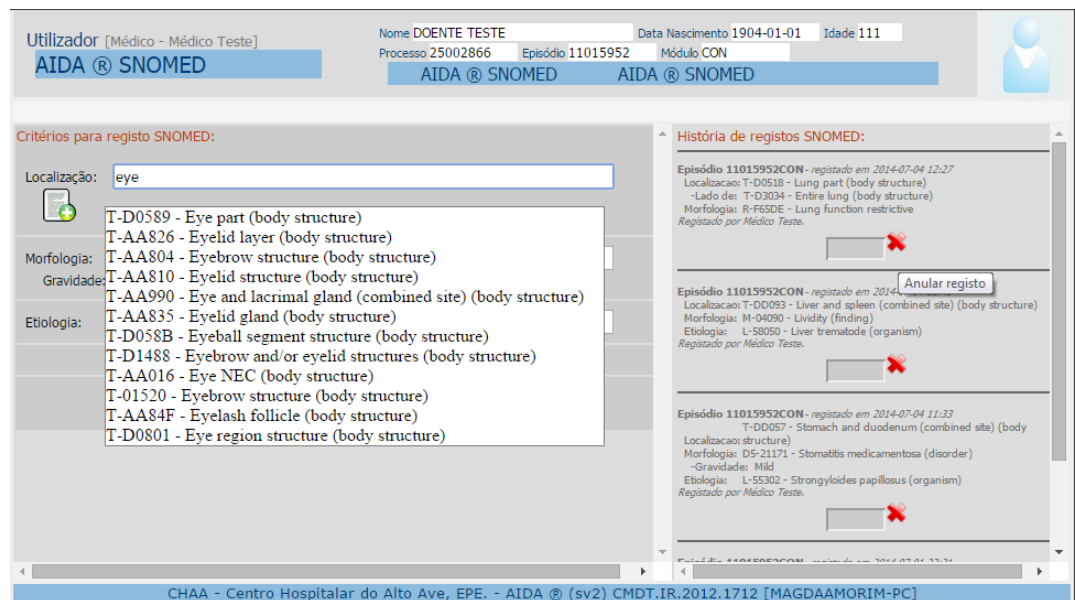 Utilizador [Médico - Médico Teste]
AIDA ® SNOMED
Nome DOENTE TESTE Data Nascimento 1904-01-01 Idade 111
Processo 25002866 Episódio 11015952 Módulo CON
AIDA ® SNOMED AIDA ® SNOMED
Critérios para registo SNOMED:
Localização: eye
T-D0589 - Eye part (body structure)
T-AA826 - Eyelid layer (body structure)
T-AA804 - Eyebrow structure (body structure)
T-AA810 - Eyelid structure (body structure)
T-AA990 - Eye and lacrimal gland (combined site) (body structure)
T-AA835 - Eyelid gland (body structure)
T-D058B - Eyeball segment structure (body structure)
T-D1488 - Eyebrow and/or eyelid structures (body structure)
T-AA016 - Eye NEC (body structure)
T-01520 - Eyebrow structure (body structure)
T-AA84F - Eyelash follicle (body structure)
T-D0801 - Eye region structure (body structure)
Morfologia:
Gravidade:
Etiologia:
História de registos SNOMED:
Episódio 11015952CON - registado em 2014-07-04 12:27
Localizacao: T-D0518 - Lung part (body structure)
-Lado de: T-D3034 - Entire lung (body structure)
Morfologia: R-F65DE - Lung function restrictive
Registado por Médico Teste.
Anular registo
Episódio 11015952CON - registado em 2014-
Localizacao: T-DD093 - Liver and spleen (combined site) (body structure)
Morfologia: M-04090 - Lividity (finding)
Etiologia: L-58050 - Liver trematode (organism)
Registado por Médico Teste.
Episódio 11015952CON - registado em 2014-07-04 11:33
T-DD057 - Stomach and duodenum (combined site) (body
Localizacao: structure)
Morfologia: D5-21171 - Stomatitis medicamentosa (disorder)
-Gravidade: Mild
Etiologia: L-55302 - Strongyloides papillosus (organism)
Registado por Médico Teste.
Episódio 11015952CON - registado em 2014-07-01
CHAA - Centro Hospitalar do Alto Ave, EPE. - AIDA ® (sv2) CMDT.IR.2012.1712 [MAGDAAMORIM-PC]